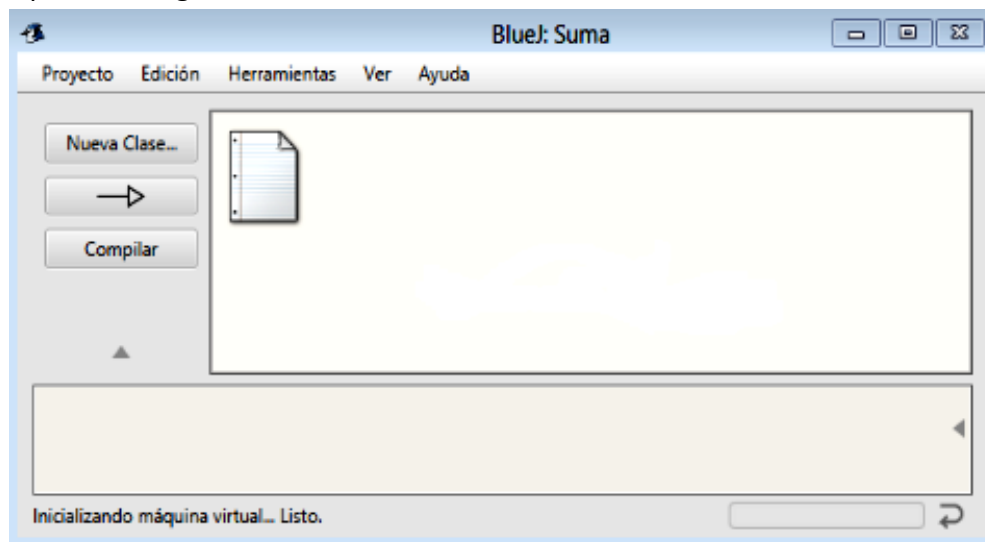 BlueJ: Suma
Proyecto Edición Herramientas Ver Ayuda
Nueva Clase...
Compilar
Inicializando máquina virtual... Listo.